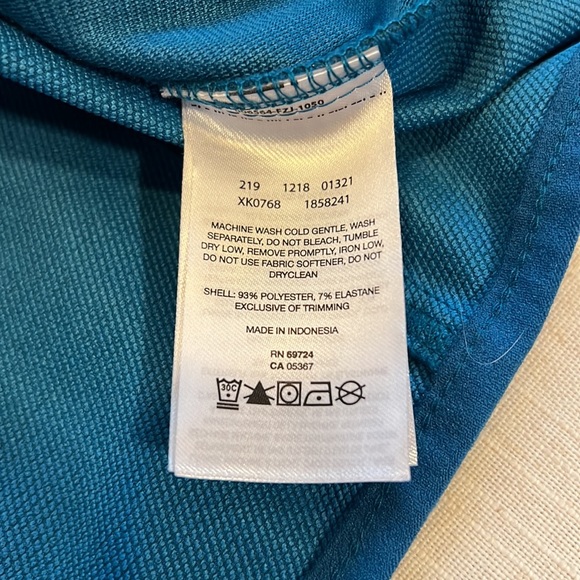 219 1218 01321
XK0768 1858241
MACHINE WASH COLD GENTLE, WASH
SEPARATELY, DO NOT BLEACH, TUMBLE
DRY LOW, REMOVE PROMPTLY, IRON LOW,
DO NOT USE FABRIC SOFTENER, DO NOT
DRYCLEAN
SHELL: 93% POLYESTER, 7% ELASTANE
EXCLUSIVE OF TRIMMING
MADE IN INDONESIA
RN 69724
CA 05367
30C